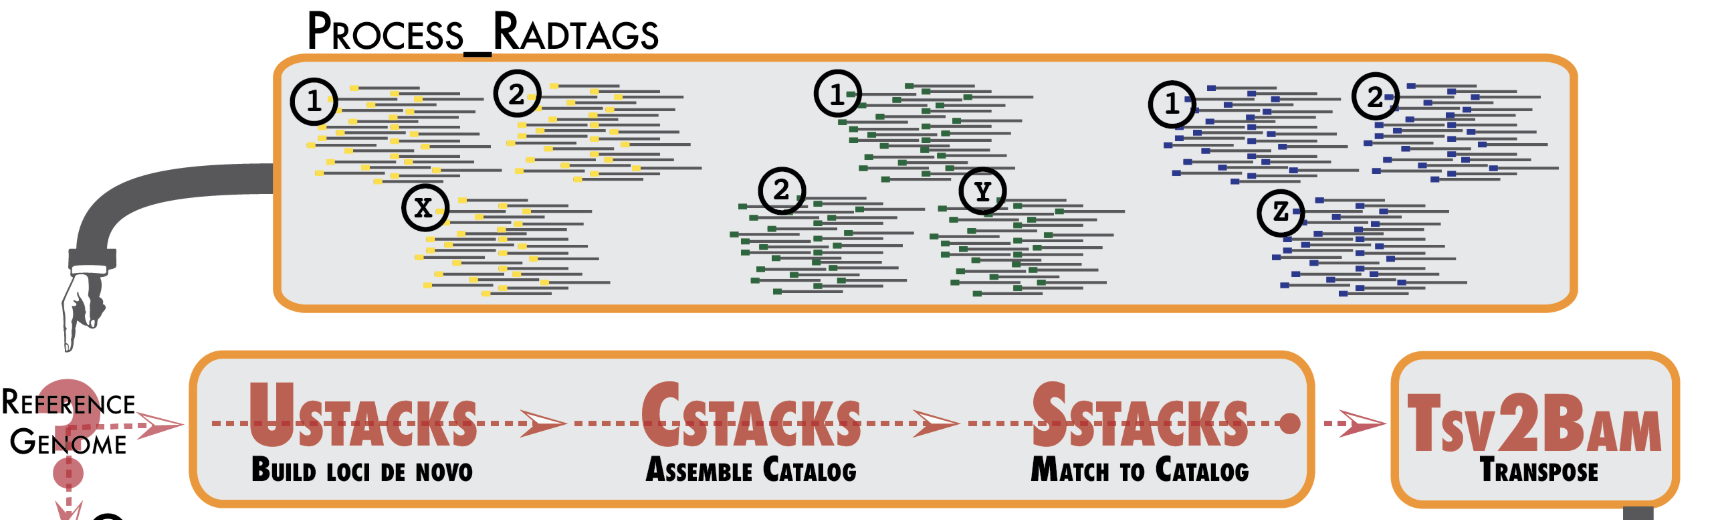 PROCESS_RADTAGS
1
2
1
1
2
X
2
Y
Z
REFERENCE
GENOME
?
USTACKS
CSTACKS
SSTACKS
TSV2BAM
BUILD LOCI DE NOVO
ASSEMBLE CATALOG
MATCH TO CATALOG
TRANSPOSE